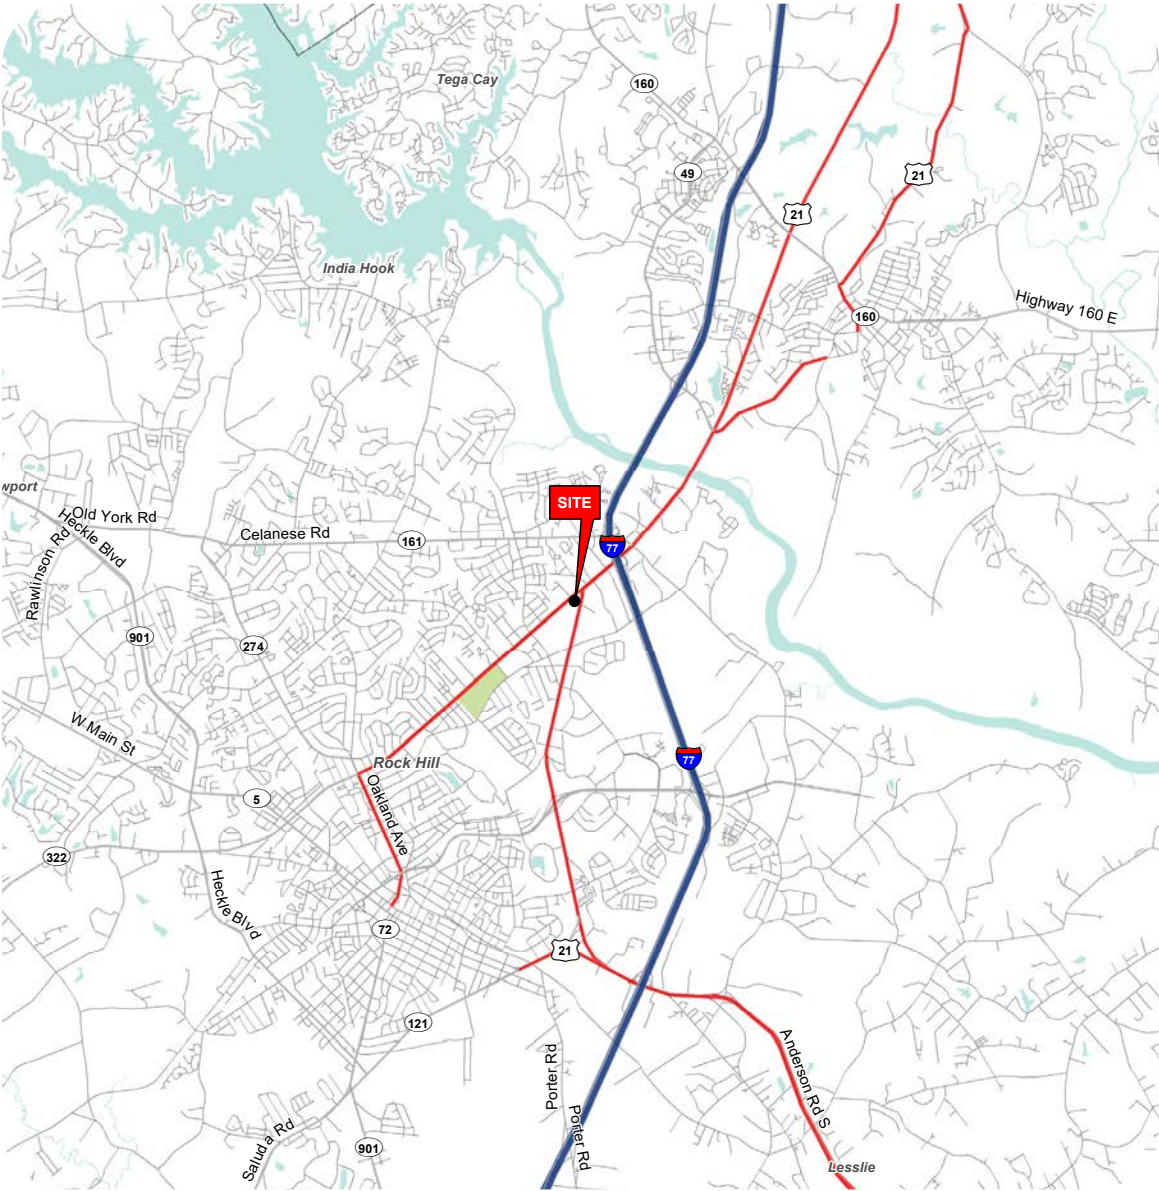 Tega Cay
160
49
21
21
India Hook
Highway 160 E
160
wport
SITE
Old York Rd
Heckle Blvd
Celanese Rd
161
77
Rawlinson Rd
901
274
W Main St
Rock Hill
77
Oakland Ave
5
322
Heckle Blvd
72
21
121
Anderson Rd S
Porter Rd
Porter Rd
Saluda Rd
901
Lesslie